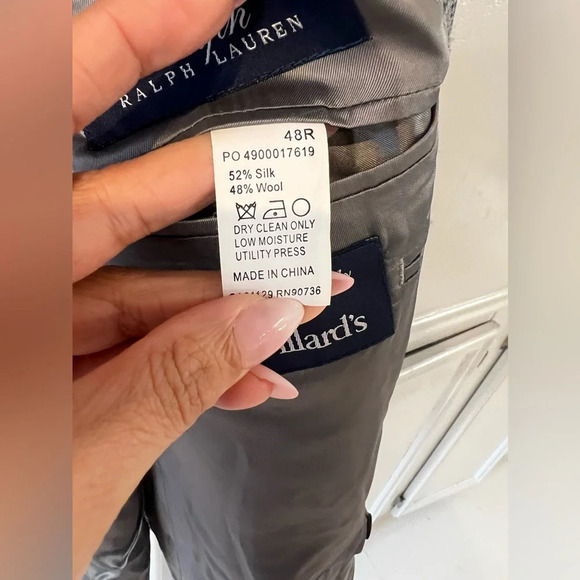 RALPH LAUREN
48R
PO 4900017619
52% Silk
48% Wool
DRY CLEAN ONLY
LOW MOISTURE
UTILITY PRESS
MADE IN CHINA
RN90736